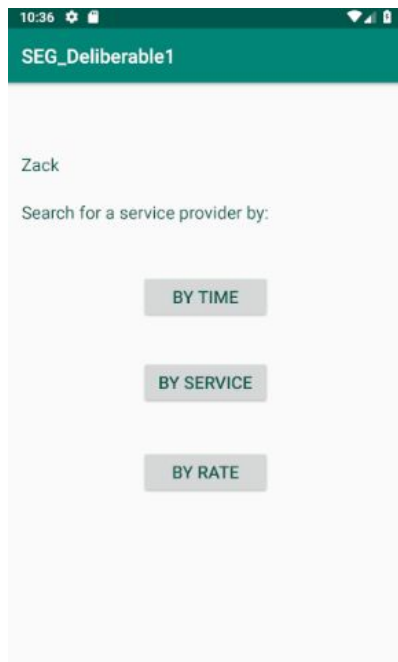 10:36
SEG_Deliberable1
Zack
Search for a service provider by:
BY TIME
BY SERVICE
BY RATE